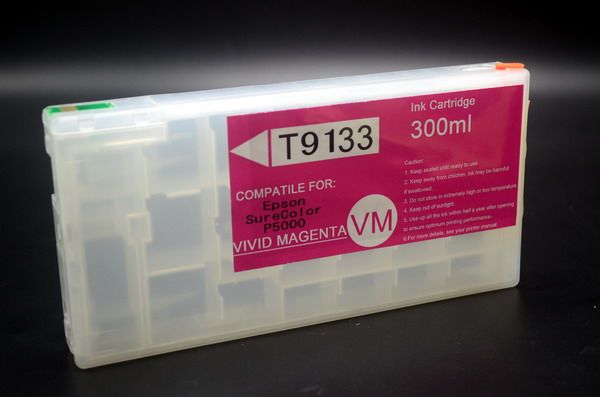 T9133
Ink Cartridge
300ml
COMPATILE FOR:
Epson
SureColor
P5000
VIVID MAGENTA
VM
Caution:
1. Keep sealed until ready to use.
2. Keep away from children, ink may be harmful
if swallowed.
3. Do not store in extremely high or low temperature.
4. Keep out of sunlight.
5. Use up all the ink within half a year after opening
to ensure optimum printing performance.
6.For more details, see your printer manual.